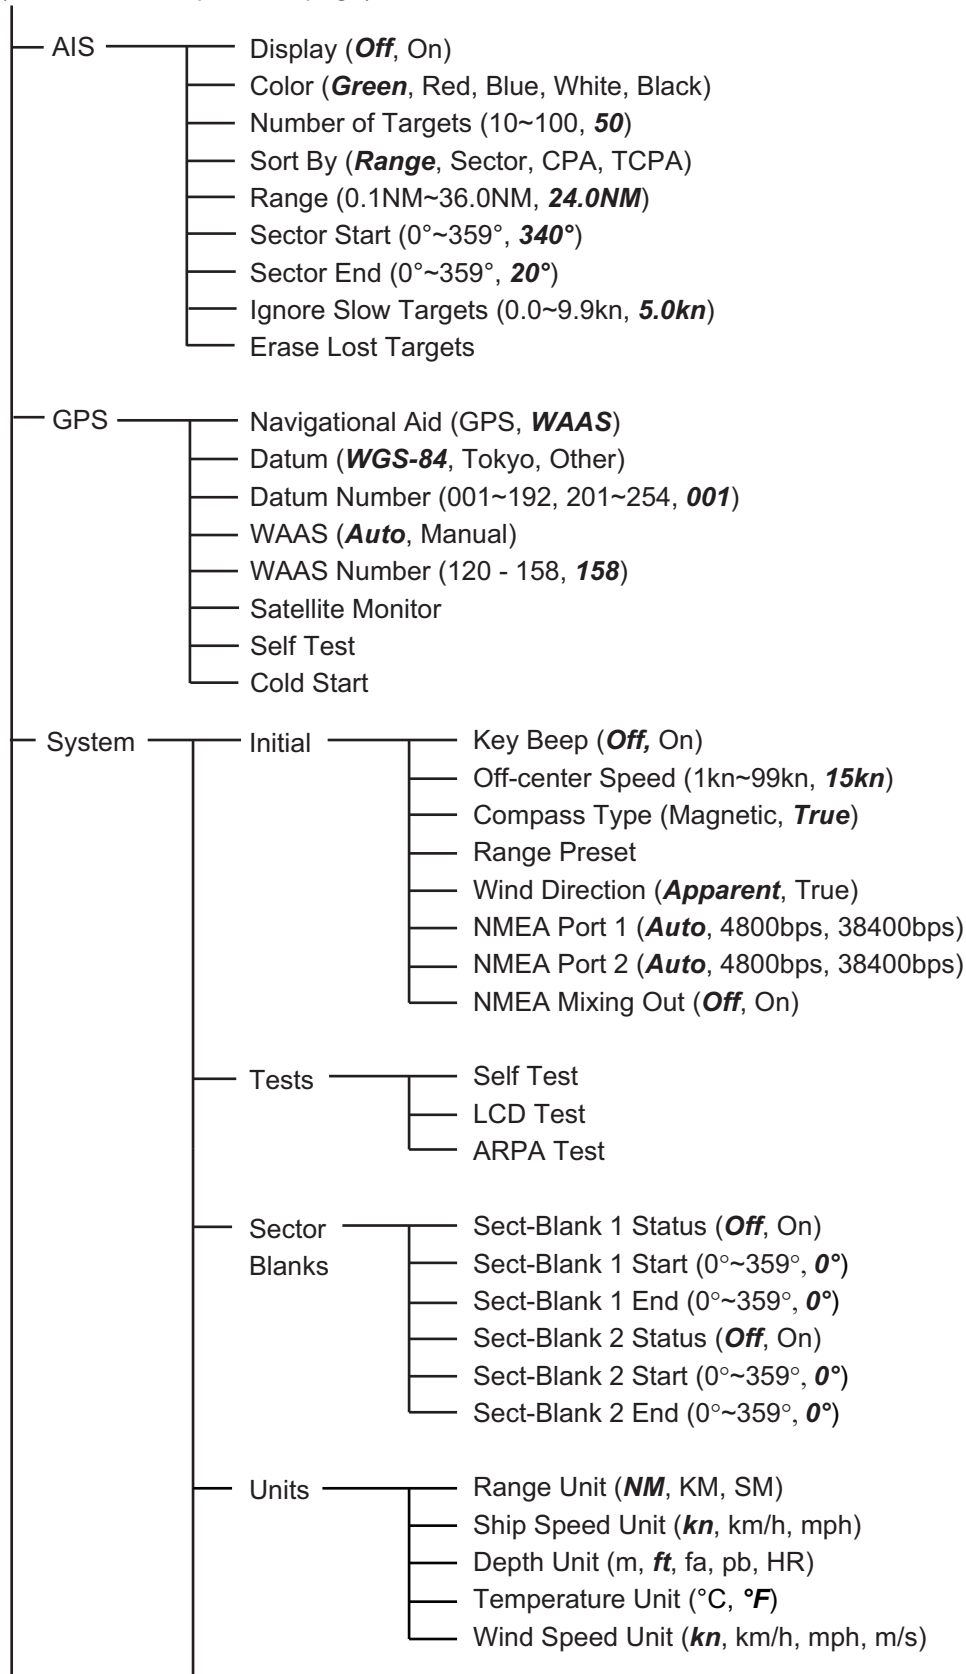 AIS
Display (Off, On)
Color (Green, Red, Blue, White, Black)
Number of Targets (10~100, 50)
Sort By (Range, Sector, CPA, TCPA)
Range (0.1NM~36.0NM, 24.0NM)
Sector Start (0°~359°, 340°)
Sector End (0°~359°, 20°)
Ignore Slow Targets (0.0~9.9kn, 5.0kn)
Erase Lost Targets
GPS
Navigational Aid (GPS, WAAS)
Datum (WGS-84, Tokyo, Other)
Datum Number (001~192, 201~254, 001)
WAAS (Auto, Manual)
WAAS Number (120 - 158, 158)
Satellite Monitor
Self Test
Cold Start
System
Initial
Key Beep (Off, On)
Off-center Speed (1kn~99kn, 15kn)
Compass Type (Magnetic, True)
Range Preset
Wind Direction (Apparent, True)
NMEA Port 1 (Auto, 4800bps, 38400bps)
NMEA Port 2 (Auto, 4800bps, 38400bps)
NMEA Mixing Out (Off, On)
Tests
Self Test
LCD Test
ARPA Test
Sector
Blanks
Sect-Blank 1 Status (Off, On)
Sect-Blank 1 Start (0°~359°, 0°)
Sect-Blank 1 End (0°~359°, 0°)
Sect-Blank 2 Status (Off, On)
Sect-Blank 2 Start (0°~359°, 0°)
Sect-Blank 2 End (0°~359°, 0°)
Units
Range Unit (NM, KM, SM)
Ship Speed Unit (kn, km/h, mph)
Depth Unit (m, ft, fa, pb, HR)
Temperature Unit (°C, °F)
Wind Speed Unit (kn, km/h, mph, m/s)